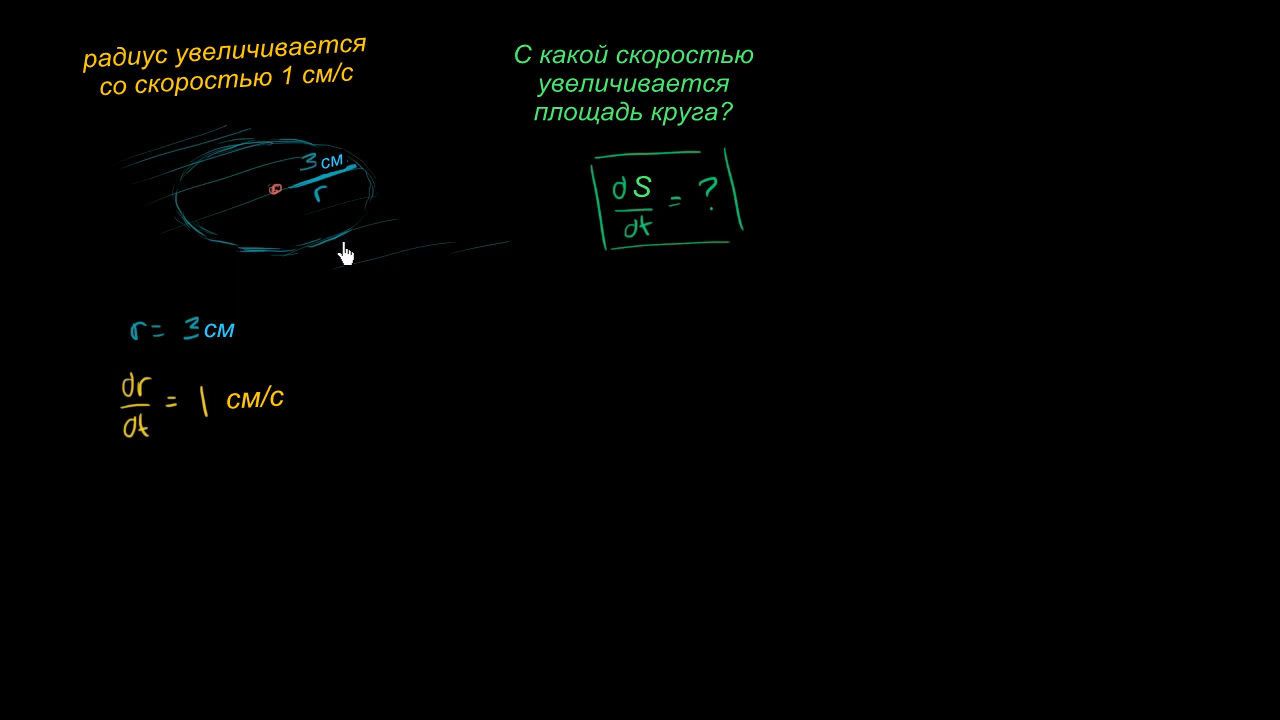 радиус увеличивается
со скоростью 1 см/с
С какой скоростью
увеличивается
площадь круга?
3 см
r
dS/dt = ?
r = 3 см
dr/dt = 1 см/с